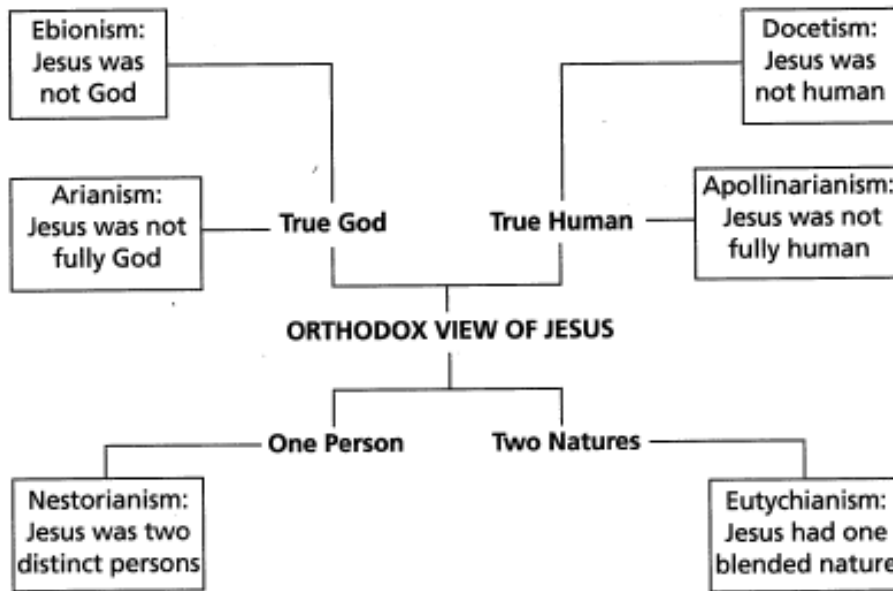 Ebionism:
Jesus was
not God
Docetism:
Jesus was
not human
Arianism:
Jesus was not
fully God
True God
True Human
Apollinarianism:
Jesus was not
fully human
ORTHODOX VIEW OF JESUS
One Person
Two Natures
Nestorianism:
Jesus was two
distinct persons
Eutychianism:
Jesus had one
blended nature